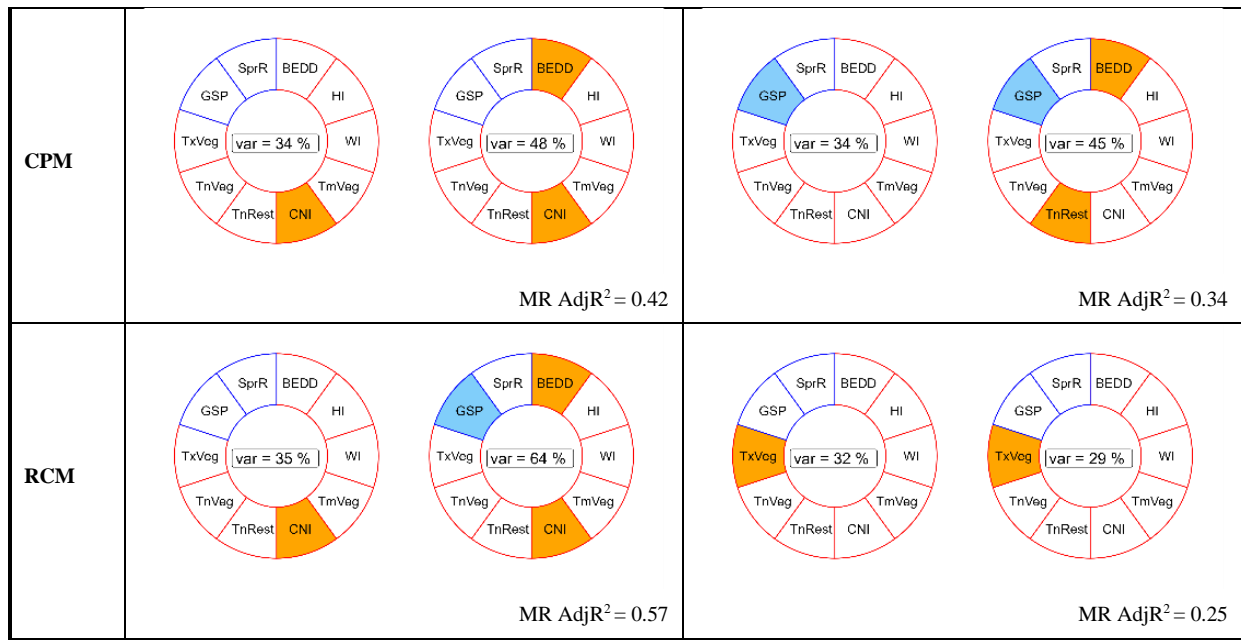 CPM
SprR BEDD
GSP HI
TxVeg var = 34 % WI
TnVeg TmVeg
TnRest CNI
SprR BEDD
GSP HI
TxVeg var = 48 % WI
TnVeg TmVeg
TnRest CNI
MR AdjR² = 0.42
SprR BEDD
GSP HI
TxVeg var = 34 % WI
TnVeg TmVeg
TnRest CNI
SprR BEDD
GSP HI
TxVeg var = 45 % WI
TnVeg TmVeg
TnRest CNI
MR AdjR² = 0.34
RCM
SprR BEDD
GSP HI
TxVeg var = 35 % WI
TnVeg TmVeg
TnRest CNI
SprR BEDD
GSP HI
TxVeg var = 64 % WI
TnVeg TmVeg
TnRest CNI
MR AdjR² = 0.57
SprR BEDD
GSP HI
TxVeg var = 32 % WI
TnVeg TmVeg
TnRest CNI
SprR BEDD
GSP HI
TxVeg var = 29 % WI
TnVeg TmVeg
TnRest CNI
MR AdjR² = 0.25